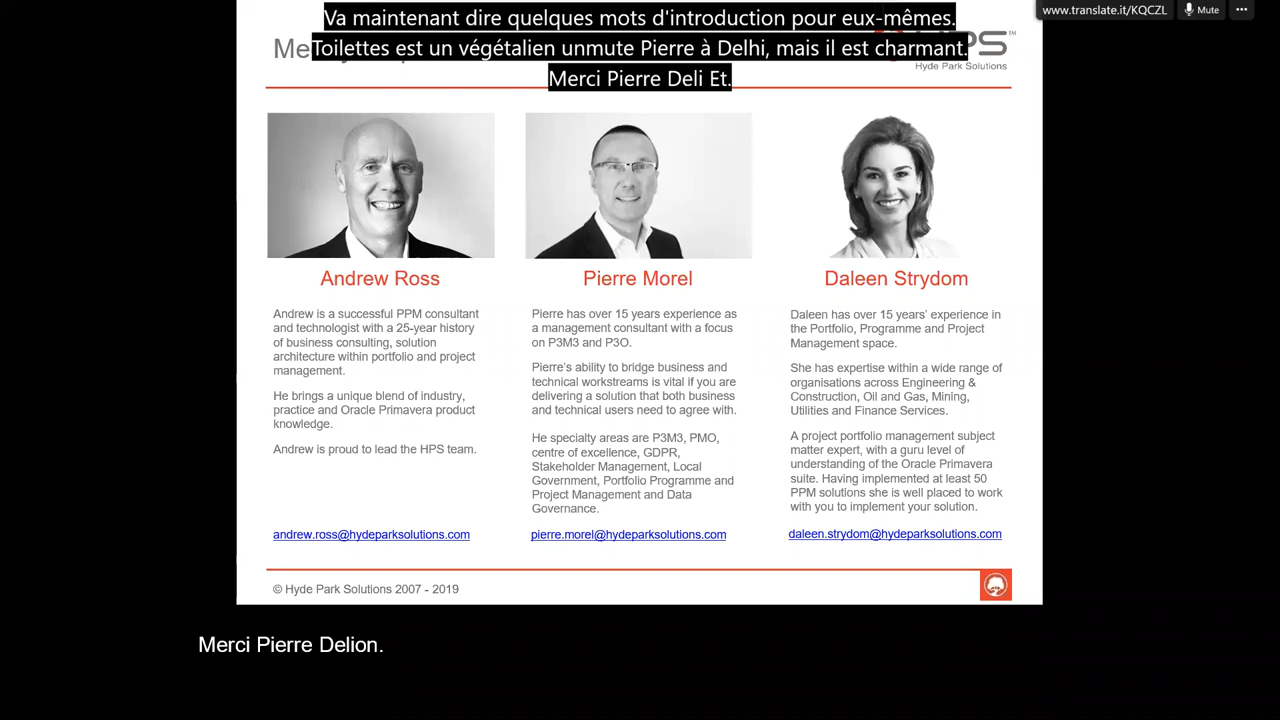 Va maintenant dire quelques mots d'introduction pour eux-mêmes.
Toilettes est un végétalien unmute Pierre à Delhi, mais il est charmant.
Merci Pierre Deli Et.
www.translate.it/KQCZL
Mute
Me
PS™
Hyde Park Solutions
Andrew Ross
Andrew is a successful PPM consultant
and technologist with a 25-year history
of business consulting, solution
architecture within portfolio and project
management.
He brings a unique blend of industry,
practice and Oracle Primavera product
knowledge.
Andrew is proud to lead the HPS team.
andrew.ross@hydeparksolutions.com
Pierre Morel
Pierre has over 15 years experience as
a management consultant with a focus
on P3M3 and P3O.
Pierre's ability to bridge business and
technical workstreams is vital if you are
delivering a solution that both business
and technical users need to agree with.
He specialty areas are P3M3, PMO,
centre of excellence, GDPR,
Stakeholder Management, Local
Government, Portfolio Programme and
Project Management and Data
Governance.
pierre.morel@hydeparksolutions.com
Daleen Strydom
Daleen has over 15 years' experience in
the Portfolio, Programme and Project
Management space.
She has expertise within a wide range of
organisations across Engineering &
Construction, Oil and Gas, Mining,
Utilities and Finance Services.
A project portfolio management subject
matter expert, with a guru level of
understanding of the Oracle Primavera
suite. Having implemented at least 50
PPM solutions she is well placed to work
with you to implement your solution.
daleen.strydom@hydeparksolutions.com
© Hyde Park Solutions 2007 - 2019
Merci Pierre Delion.